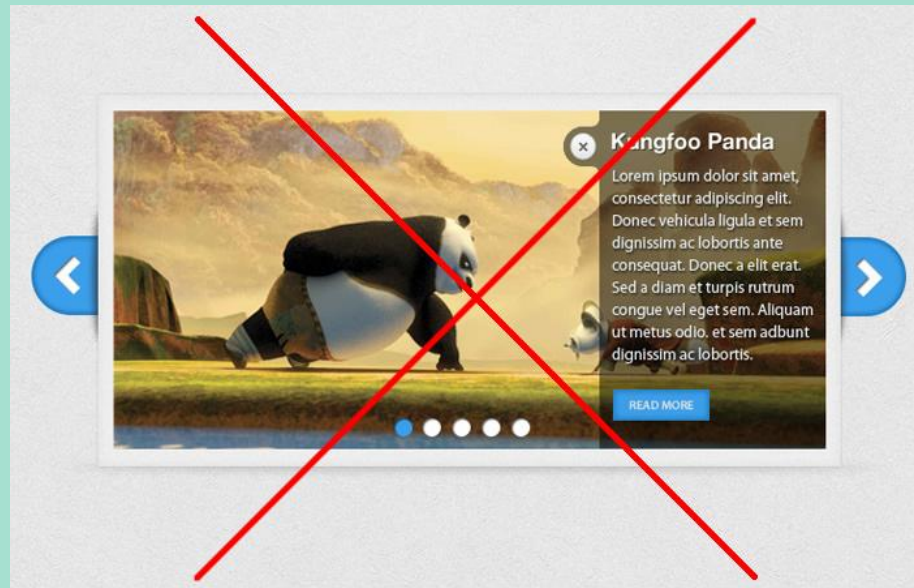 Kungfoo Panda
Lorem ipsum dolor sit amet,
consectetur adipiscing elit.
Donec vehicula ligula et sem
dignissim ac lobortis ante
consequat. Donec a elit erat.
Sed a diam et turpis rutrum
congue vel eget sem. Aliquam
ut metus odio. et sem adbunt
dignissim ac lobortis.
READ MORE